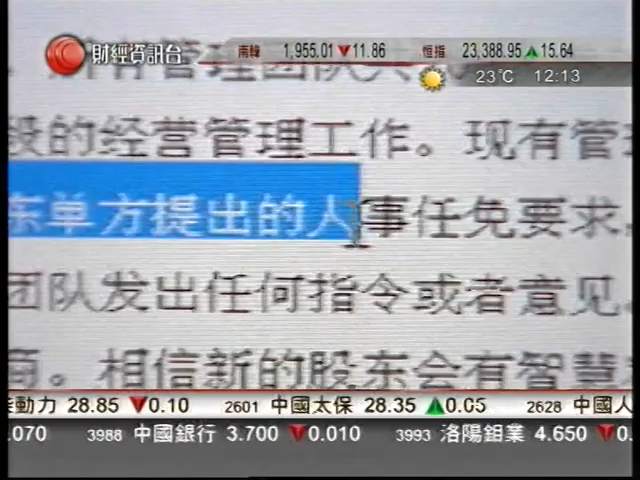 財經資訊台 南韓 1,955.01 ▼ 11.86 恒指 23,388.95 ▲ 15.64
23°C 12:13
段的经营管理工作。现有管
东单方提出的人事任免要求
团队发出任何指令或者意见。
商。相信新的股东会有智慧
動力 28.85 ▼0.10 2601 中國太保 28.35 ▲0.05 2628 中國人
.070 3988 中國銀行 3.700 ▼0.010 3993 洛陽鉬業 4.650 ▼0.